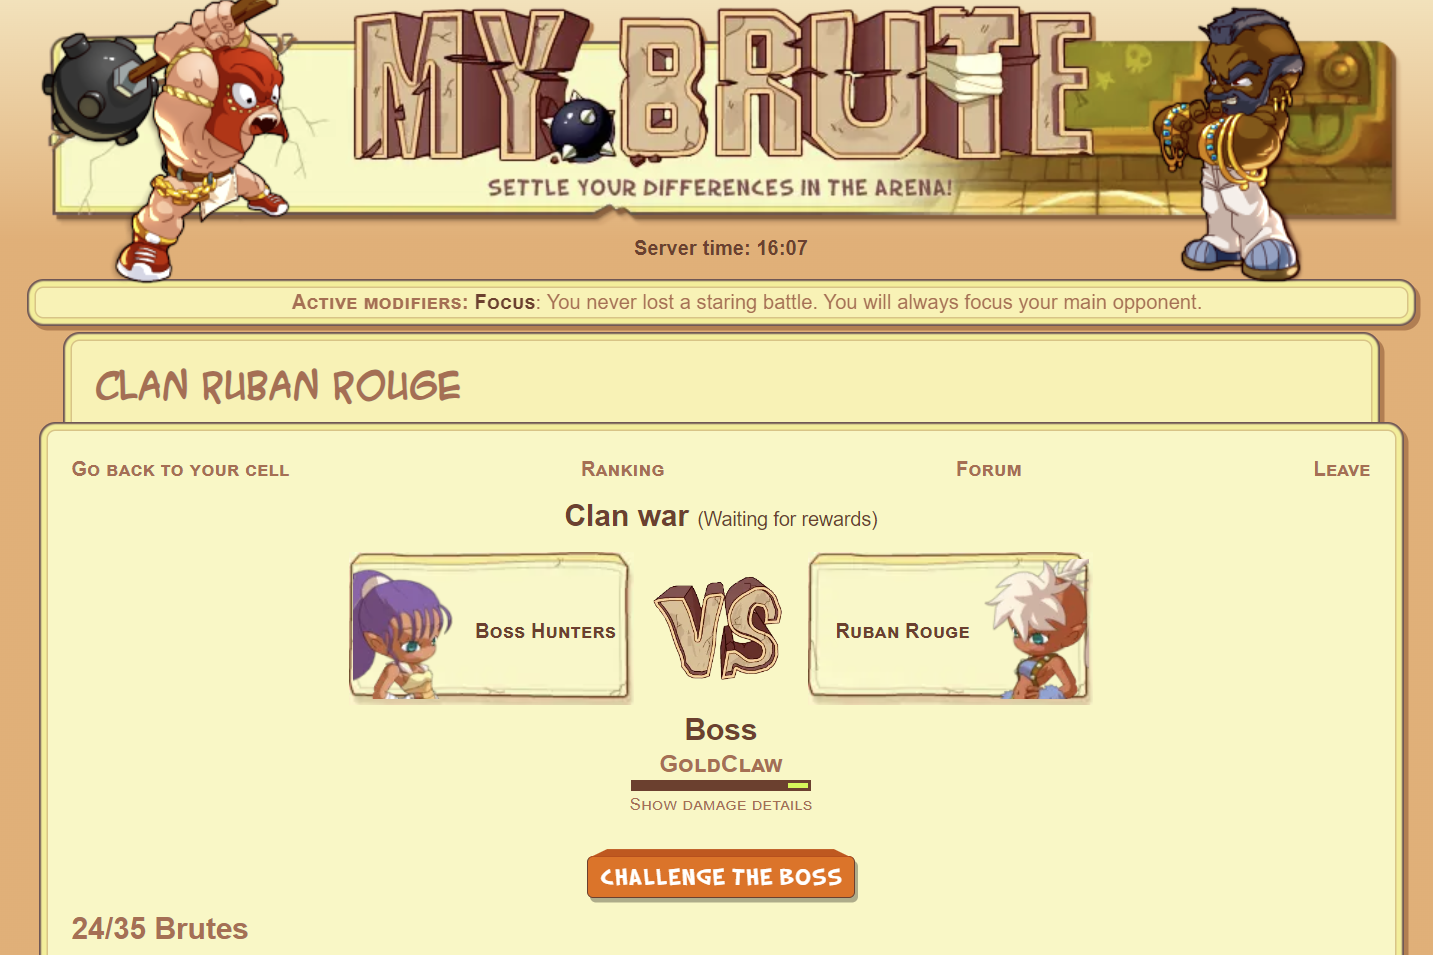 MY BRUTE
SETTLE YOUR DIFFERENCES IN THE ARENA!
Server time: 16:07
Active modifiers: Focus: You never lost a staring battle. You will always focus your main opponent.
CLAN RUBAN ROUGE
Go back to your cell Ranking Forum Leave
Clan war (Waiting for rewards)
Boss Hunters VS Ruban Rouge
Boss
GoldClaw
Show damage details
CHALLENGE THE BOSS
24/35 Brutes